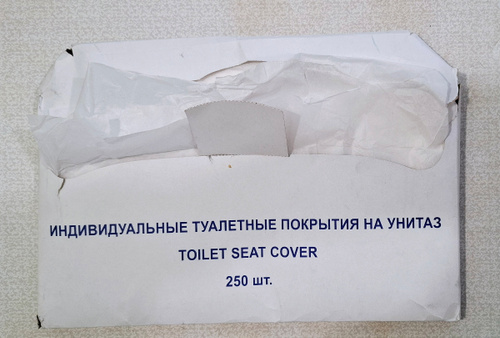 ИНДИВИДУАЛЬНЫЕ ТУАЛЕТНЫЕ ПОКРЫТИЯ НА УНИТАЗ
TOILET SEAT COVER
250 шт.